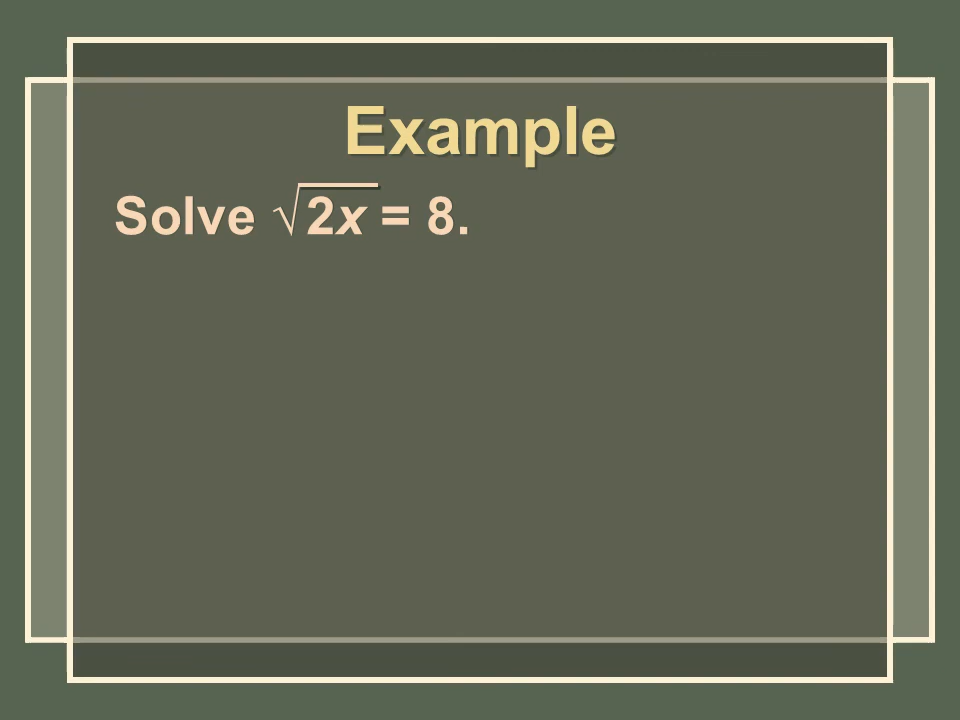 Example
Solve √2x = 8.